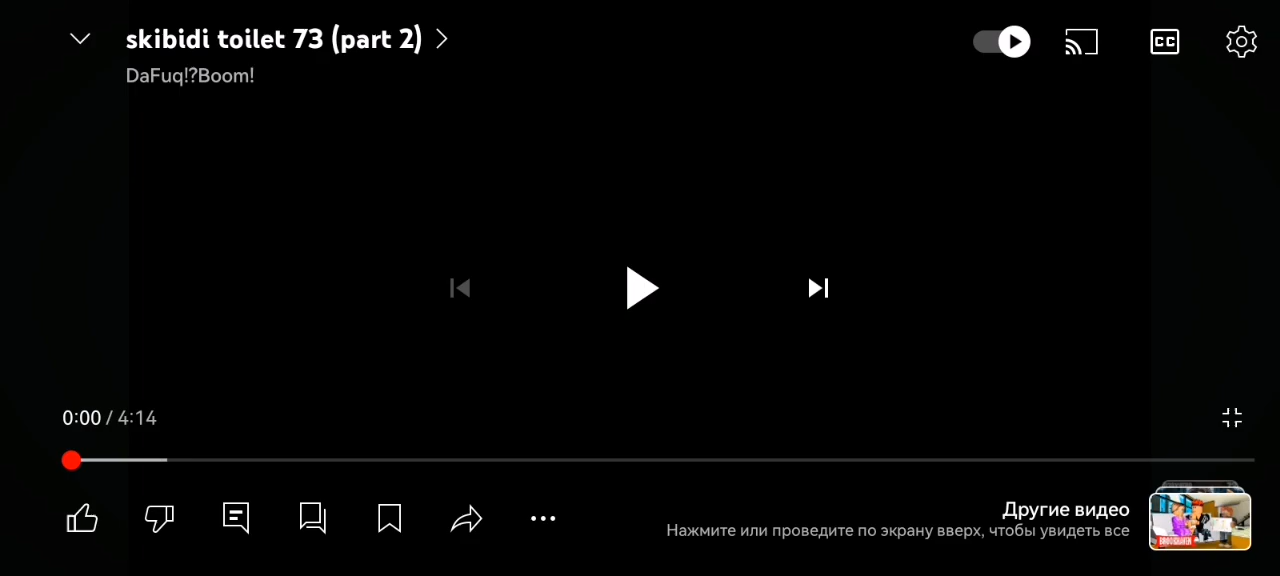 skibidi toilet 73 (part 2)
DaFuq!?Boom!
CC
0:00 / 4:14
Другие видео
Нажмите или проведите по экрану вверх, чтобы увидеть все